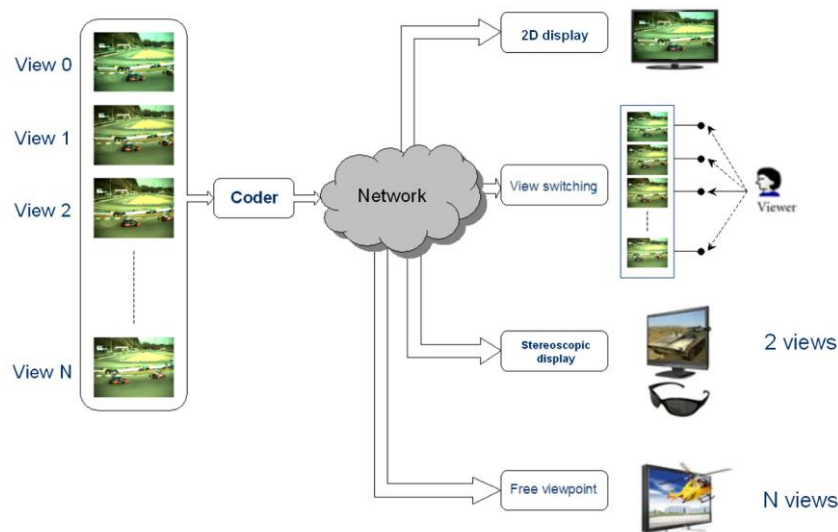 View 0
View 1
View 2
View N
Coder
Network
2D display
View switching
Viewer
Stereoscopic
display
2 views
Free viewpoint
N views